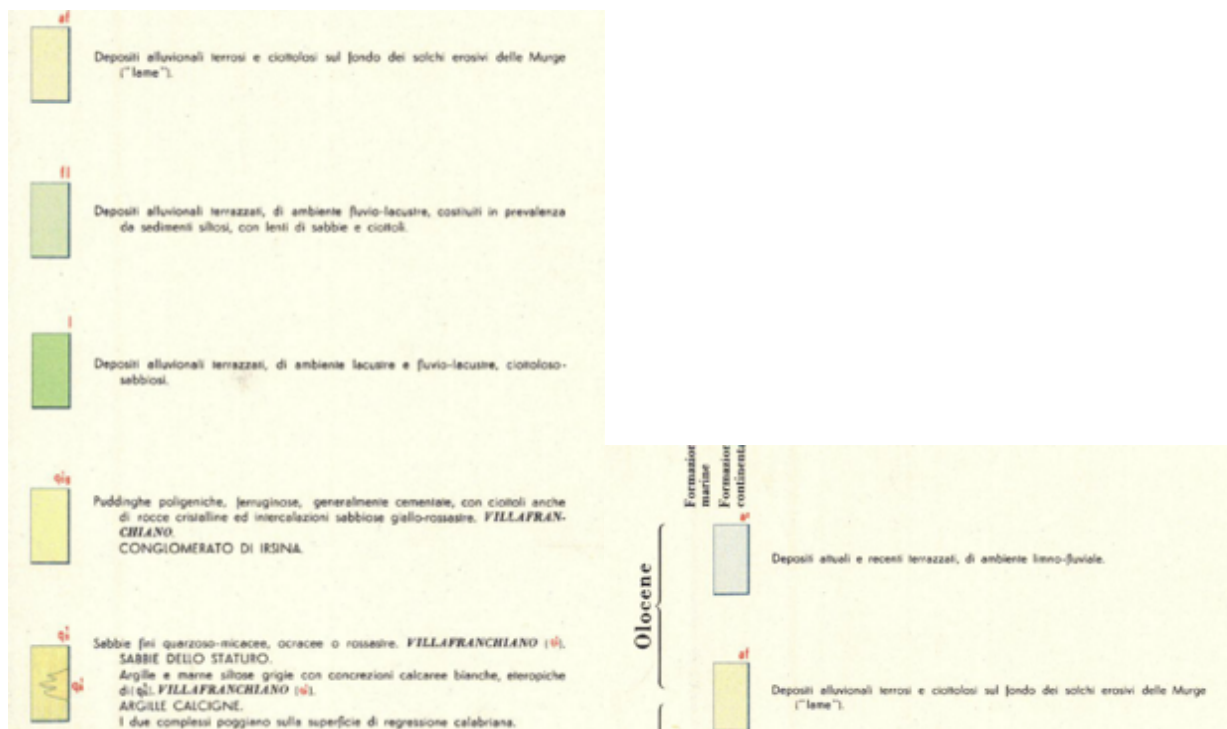 af
Depositi alluvionali terrosi e ciottolosi sul fondo dei solchi erosivi delle Murge
("lame").
fl
Depositi alluvionali terrazzati, di ambiente fluvio-lacustre, costituiti in prevalenza
da sedimenti siltosi, con lenti di sabbie e ciottoli.
l
Depositi alluvionali terrazzati, di ambiente lacustre e fluvio-lacustre, ciottoloso-
sabbiosi.
Puddinghe poligeniche, ferruginose, generalmente cementate, con ciottoli anche
di rocce cristalline ed intercalazioni sabbiose giallo-rossastre. VILLAFRAN-
CHIANO.
CONGLOMERATO DI IRSINA.
Sabbie fini quarzoso-micacee, ocracee o rossastre. VILLAFRANCHIANO
SABBIE DELLO STATURO.
Argille e marne siltose grigie con concrezioni calcaree bianche, eteropiche
di VILLAFRANCHIANO
ARGILLE CALCIGNE.
I due complessi poggiano sulla superficie di regressione calabriana.
Formazioni
marine
Formazioni
continenta
Olocene
Depositi attuali e recenti terrazzati, di ambiente limno-fluviale.
af
Depositi alluvionali terrosi e ciottolosi sul fondo dei solchi erosivi delle Murge
("lame").